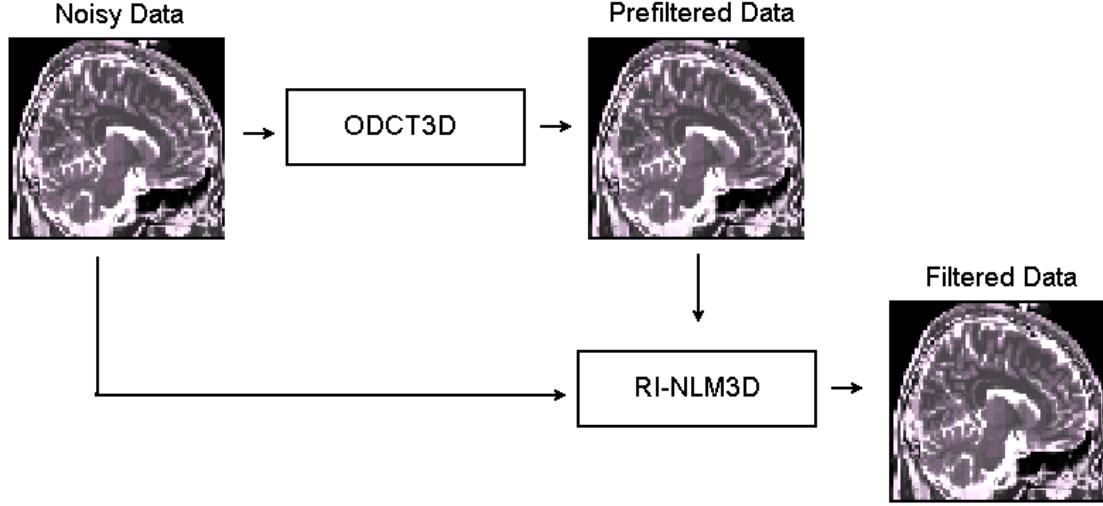 Noisy Data
Prefiltered Data
ODCT3D
Filtered Data
RI-NLM3D